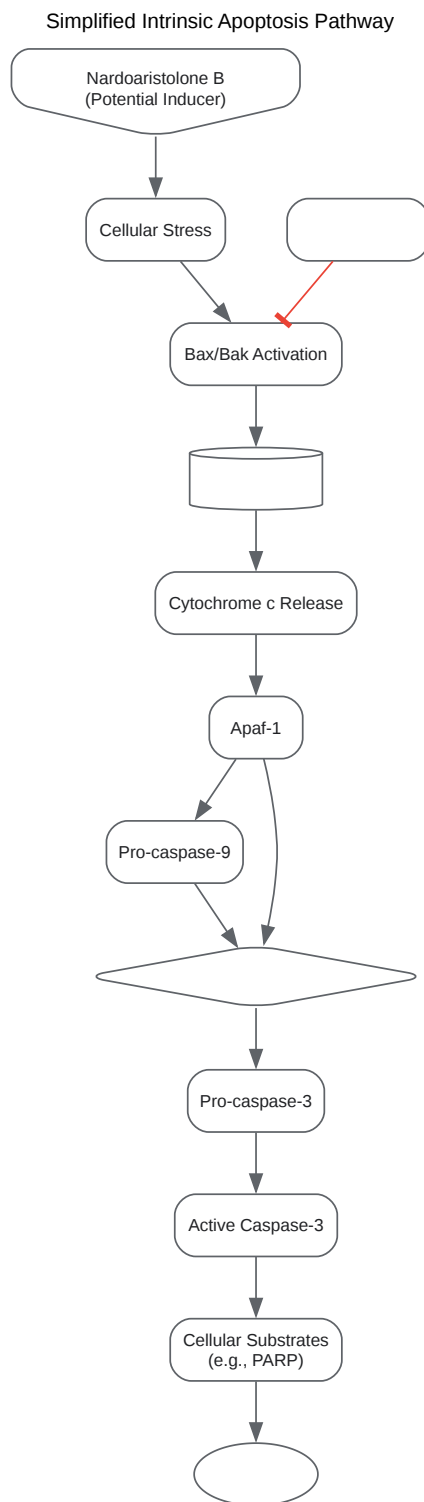 Simplified Intrinsic Apoptosis Pathway
Nardoaristolone B
(Potential Inducer)
Cellular Stress
Bax/Bak Activation
Cytochrome c Release
Apaf-1
Pro-caspase-9
Pro-caspase-3
Active Caspase-3
Cellular Substrates
(e.g., PARP)